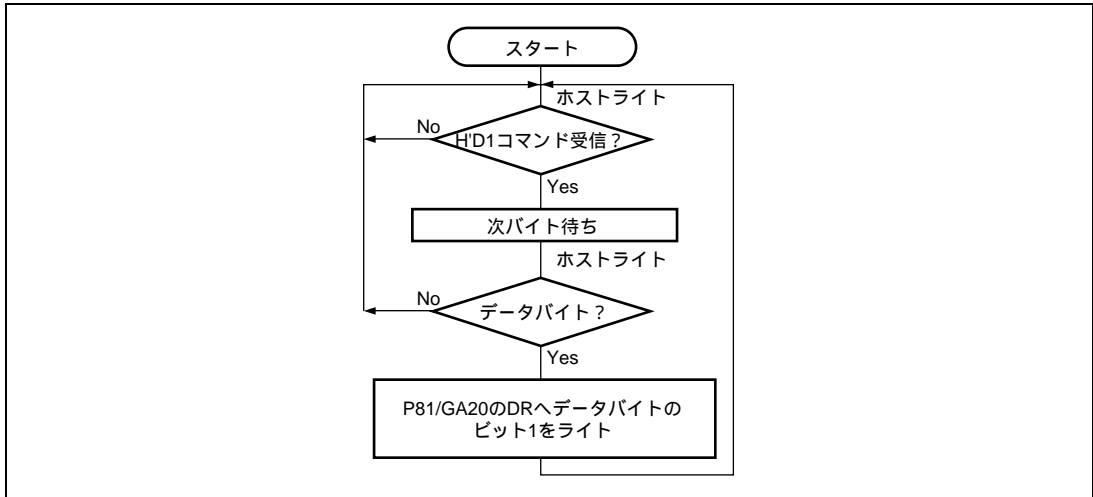 スタート
ホストライト
No
H'D1コマンド受信？
Yes
次バイト待ち
ホストライト
No
データバイト？
Yes
P81/GA20のDRへデータバイトの
ビット1をライト